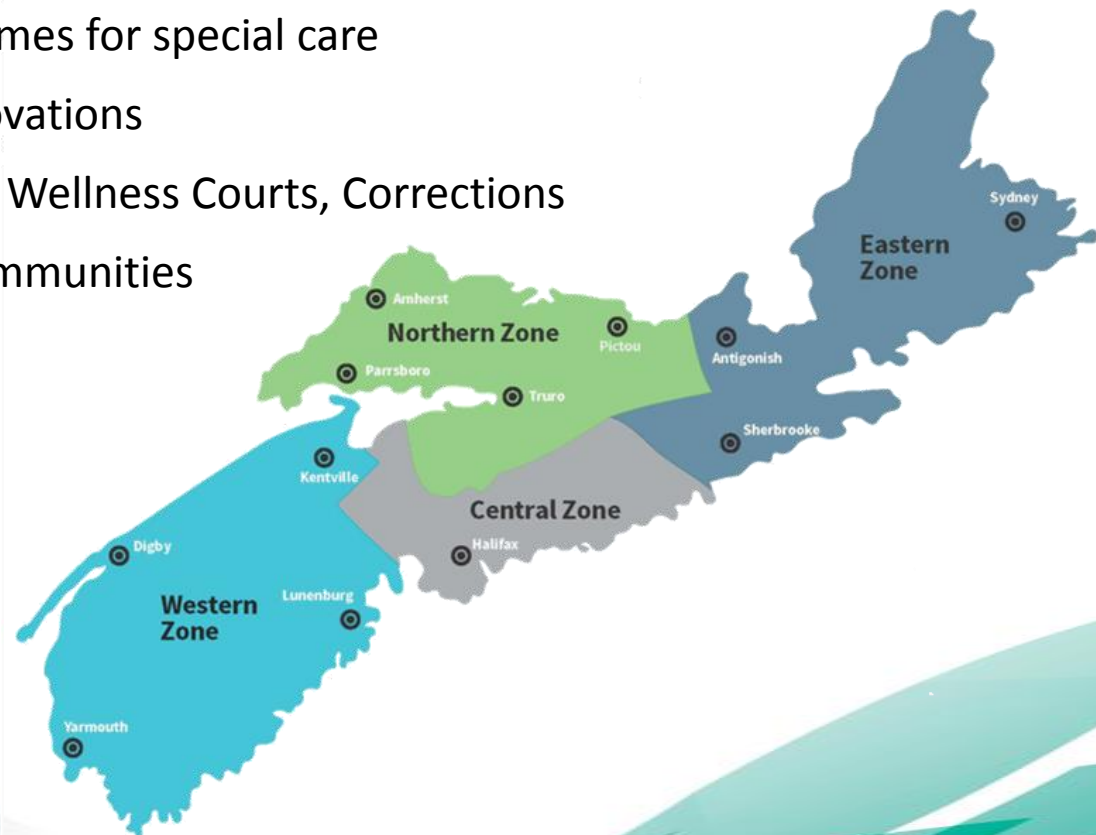 mes for special care
ovations
Wellness Courts, Corrections
mmunities
Sydney
Eastern
Zone
Amherst
Northern Zone
Pictou
Antigonish
Parrsboro
Truro
Sherbrooke
Kentville
Central Zone
Halifax
Digby
Western
Zone
Lunenburg
Yarmouth